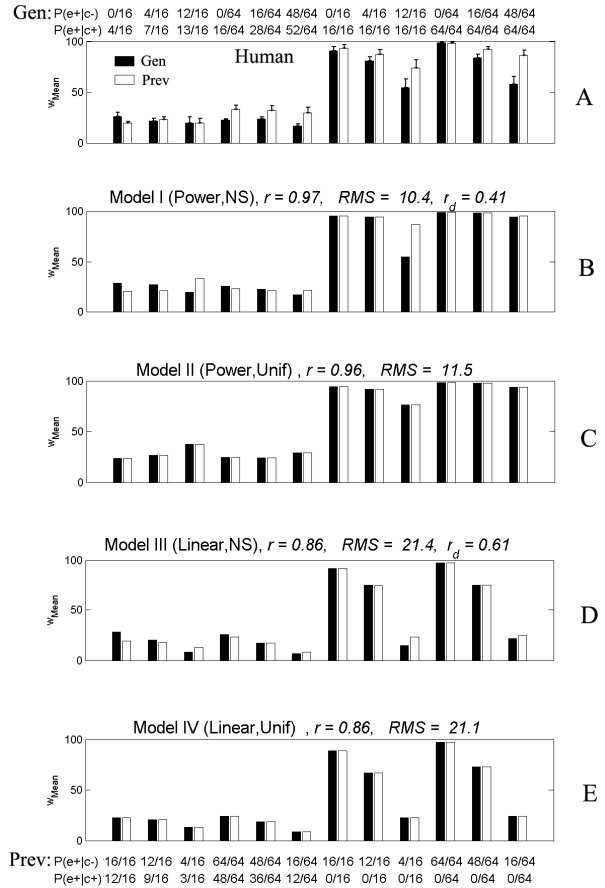 Gen: P(e+|c-) 0/16 4/16 12/16 0/64 16/64 48/64 0/16 4/16 12/16 0/64 16/64 48/64
P(e+|c+) 4/16 7/16 13/16 16/64 28/64 52/64 16/16 16/16 16/16 64/64 64/64 64/64
100
Gen
Prev
Human
wMean
50
0
A
Model I (Power,NS), r = 0.97, RMS = 10.4, rd = 0.41
100
wMean
50
0
B
Model II (Power,Unif) , r = 0.96, RMS = 11.5
100
wMean
50
0
C
Model III (Linear,NS), r = 0.86, RMS = 21.4, rd = 0.61
100
wMean
50
0
D
Model IV (Linear,Unif) , r = 0.86, RMS = 21.1
100
wMean
50
0
E
Prev: P(e+|c-) 16/16 12/16 4/16 64/64 48/64 16/64 16/16 12/16 4/16 64/64 48/64 16/64
P(e+|c+) 12/16 9/16 3/16 48/64 36/64 12/64 0/16 0/16 0/16 0/64 0/64 0/64